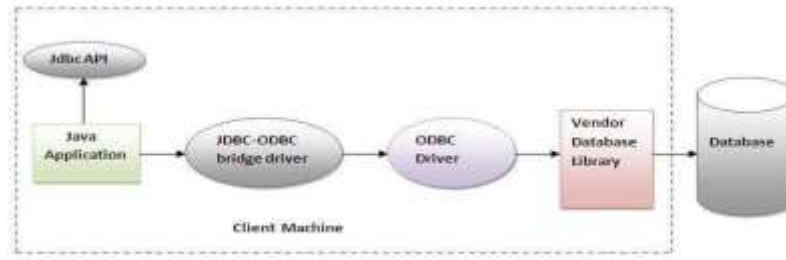 Jdbc API
Java
Application
JDBC-ODBC
bridge driver
ODBC
Driver
Vendor
Database
Library
Database
Client Machine